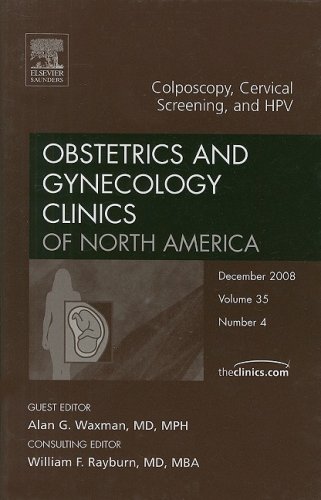 ELSEVIER
SAUNDERS
Colposcopy, Cervical
Screening, and HPV
OBSTETRICS AND
GYNECOLOGY
CLINICS
OF NORTH AMERICA
December 2008
Volume 35
Number 4
theclinics.com
GUEST EDITOR
Alan G. Waxman, MD, MPH
CONSULTING EDITOR
William F. Rayburn, MD, MBA